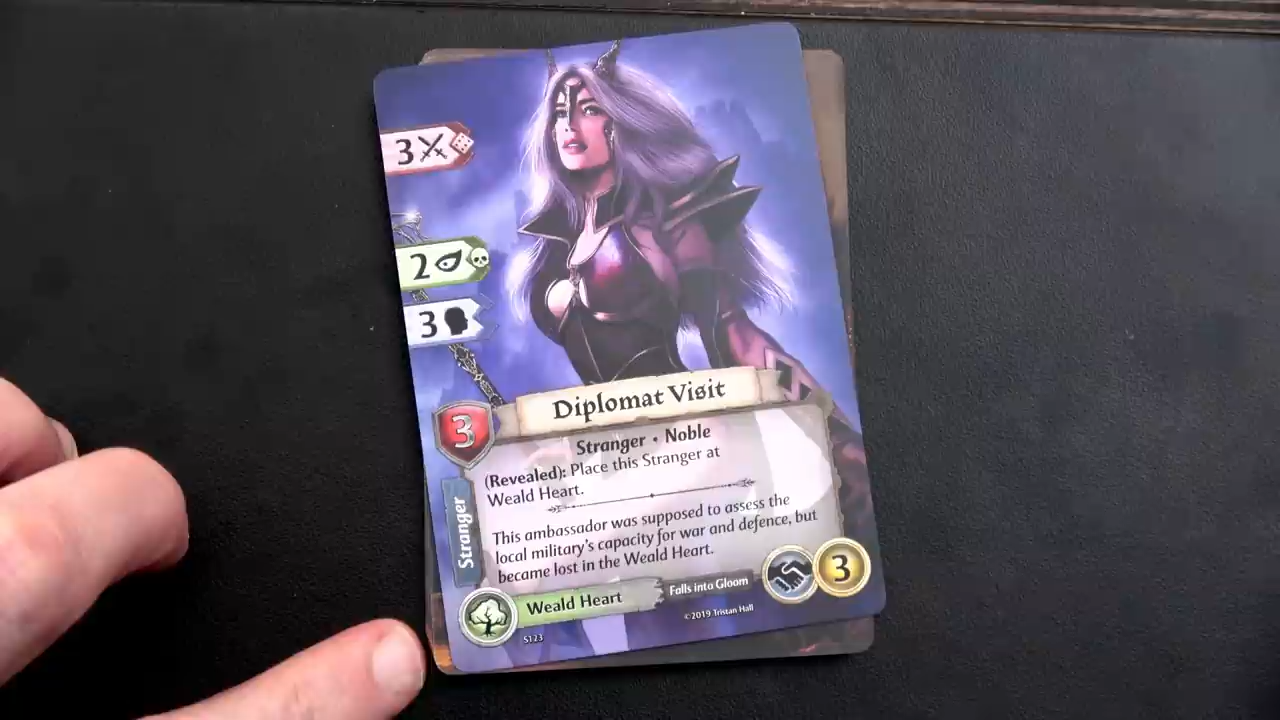 3
2
3
Diplomat Visit
3
Stranger • Noble
(Revealed): Place this Stranger at
Weald Heart.
Stranger
This ambassador was supposed to assess the
local military's capacity for war and defence, but
became lost in the Weald Heart.
3
Weald Heart
Falls into Gloom
©2019 Tristan Hall
S123